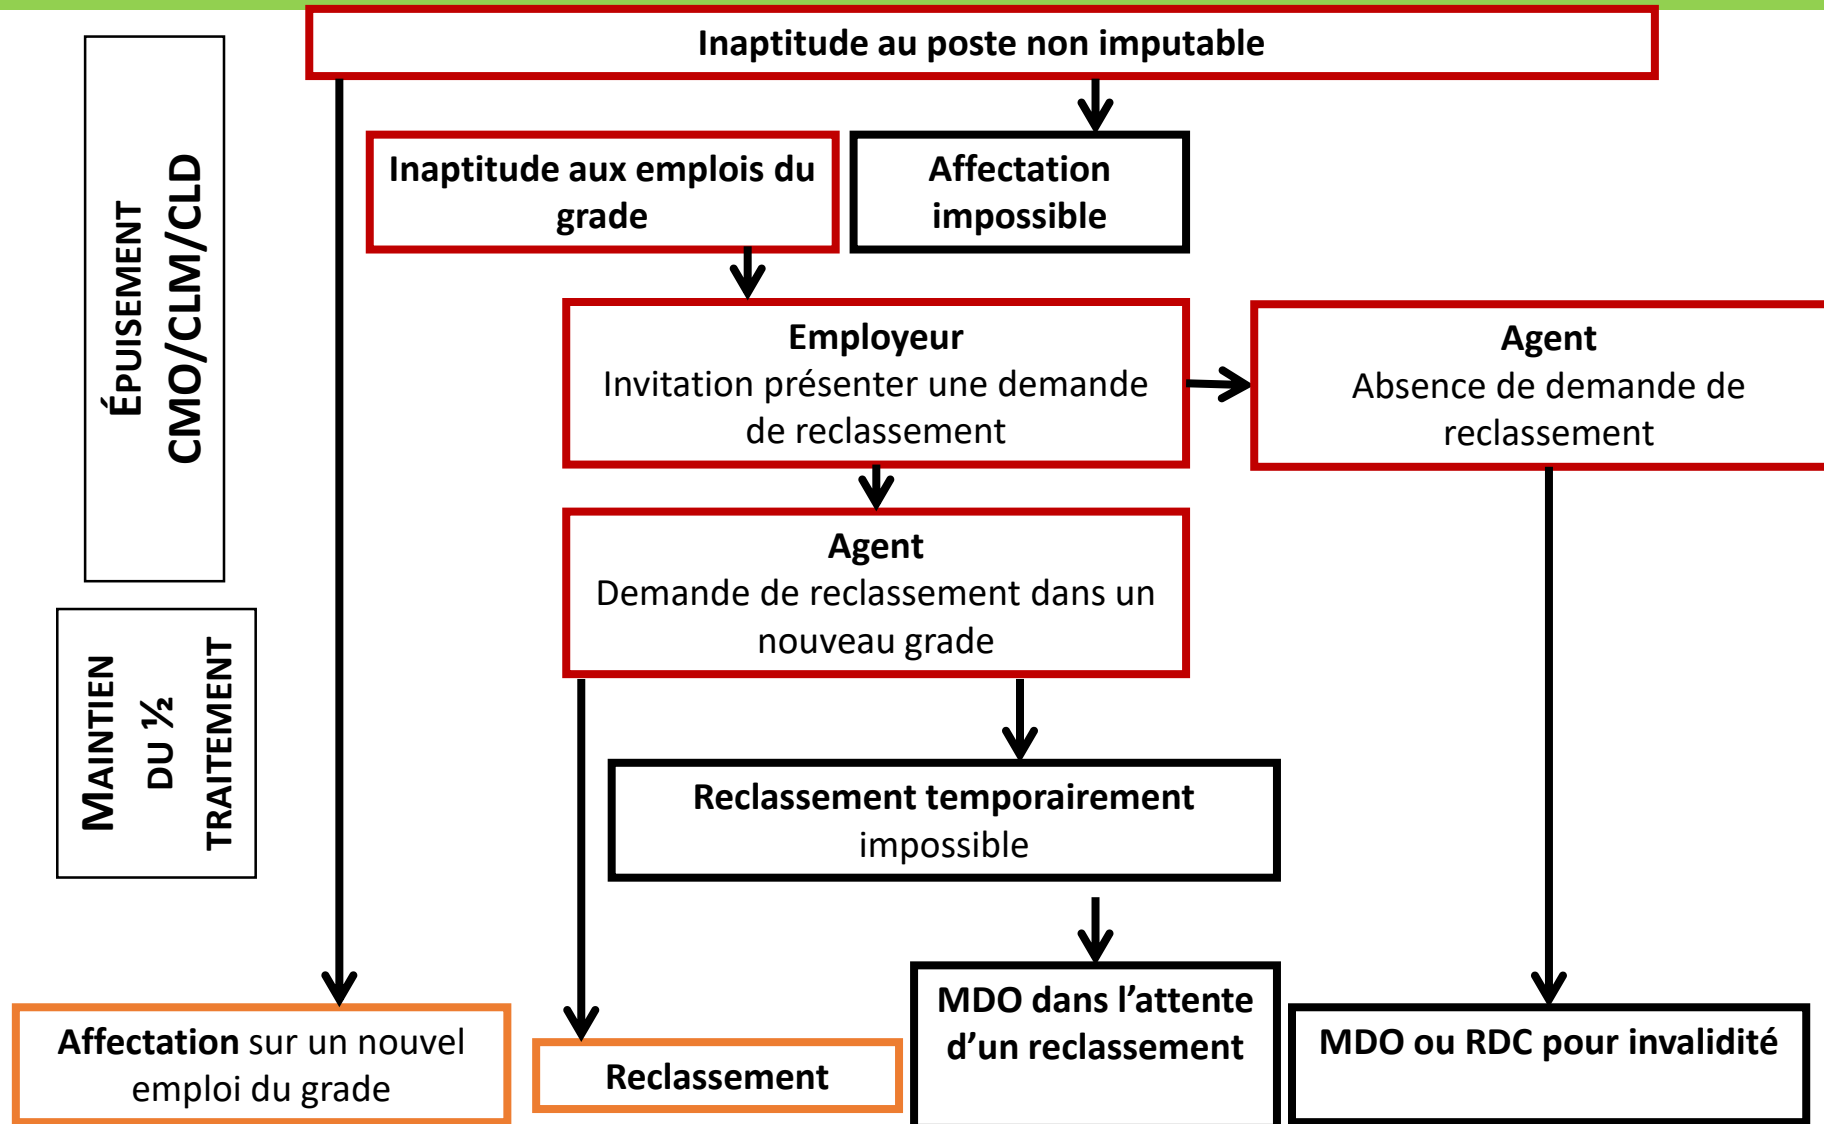 Inaptitude au poste non imputable
ÉPUISEMENT
CMO/CLM/CLD
Inaptitude aux emplois du
grade
Affectation
impossible
Employeur
Invitation présenter une demande
de reclassement
Agent
Absence de demande de
reclassement
Agent
Demande de reclassement dans un
nouveau grade
MAINTIEN
DU ½
TRAITEMENT
Reclassement temporairement
impossible
Affectation sur un nouvel
emploi du grade
Reclassement
MDO dans l’attente
d’un reclassement
MDO ou RDC pour invalidité